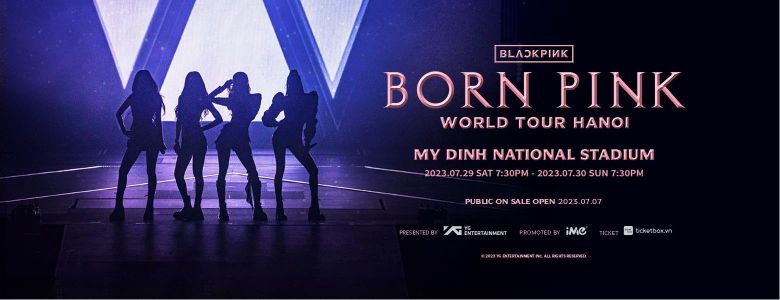 BLACKPINK
BORN PINK
WORLD TOUR HANOI
MY DINH NATIONAL STADIUM
2023.07.29 SAT 7:30PM - 2023.07.30 SUN 7:30PM
PUBLIC ON SALE OPEN 2023.07.07
PRESENTED BY YG ENTERTAINMENT PROMOTED BY iMe TICKET ticketbox.vn
© 2023 YG ENTERTAINMENT INC. ALL RIGHTS RESERVED.